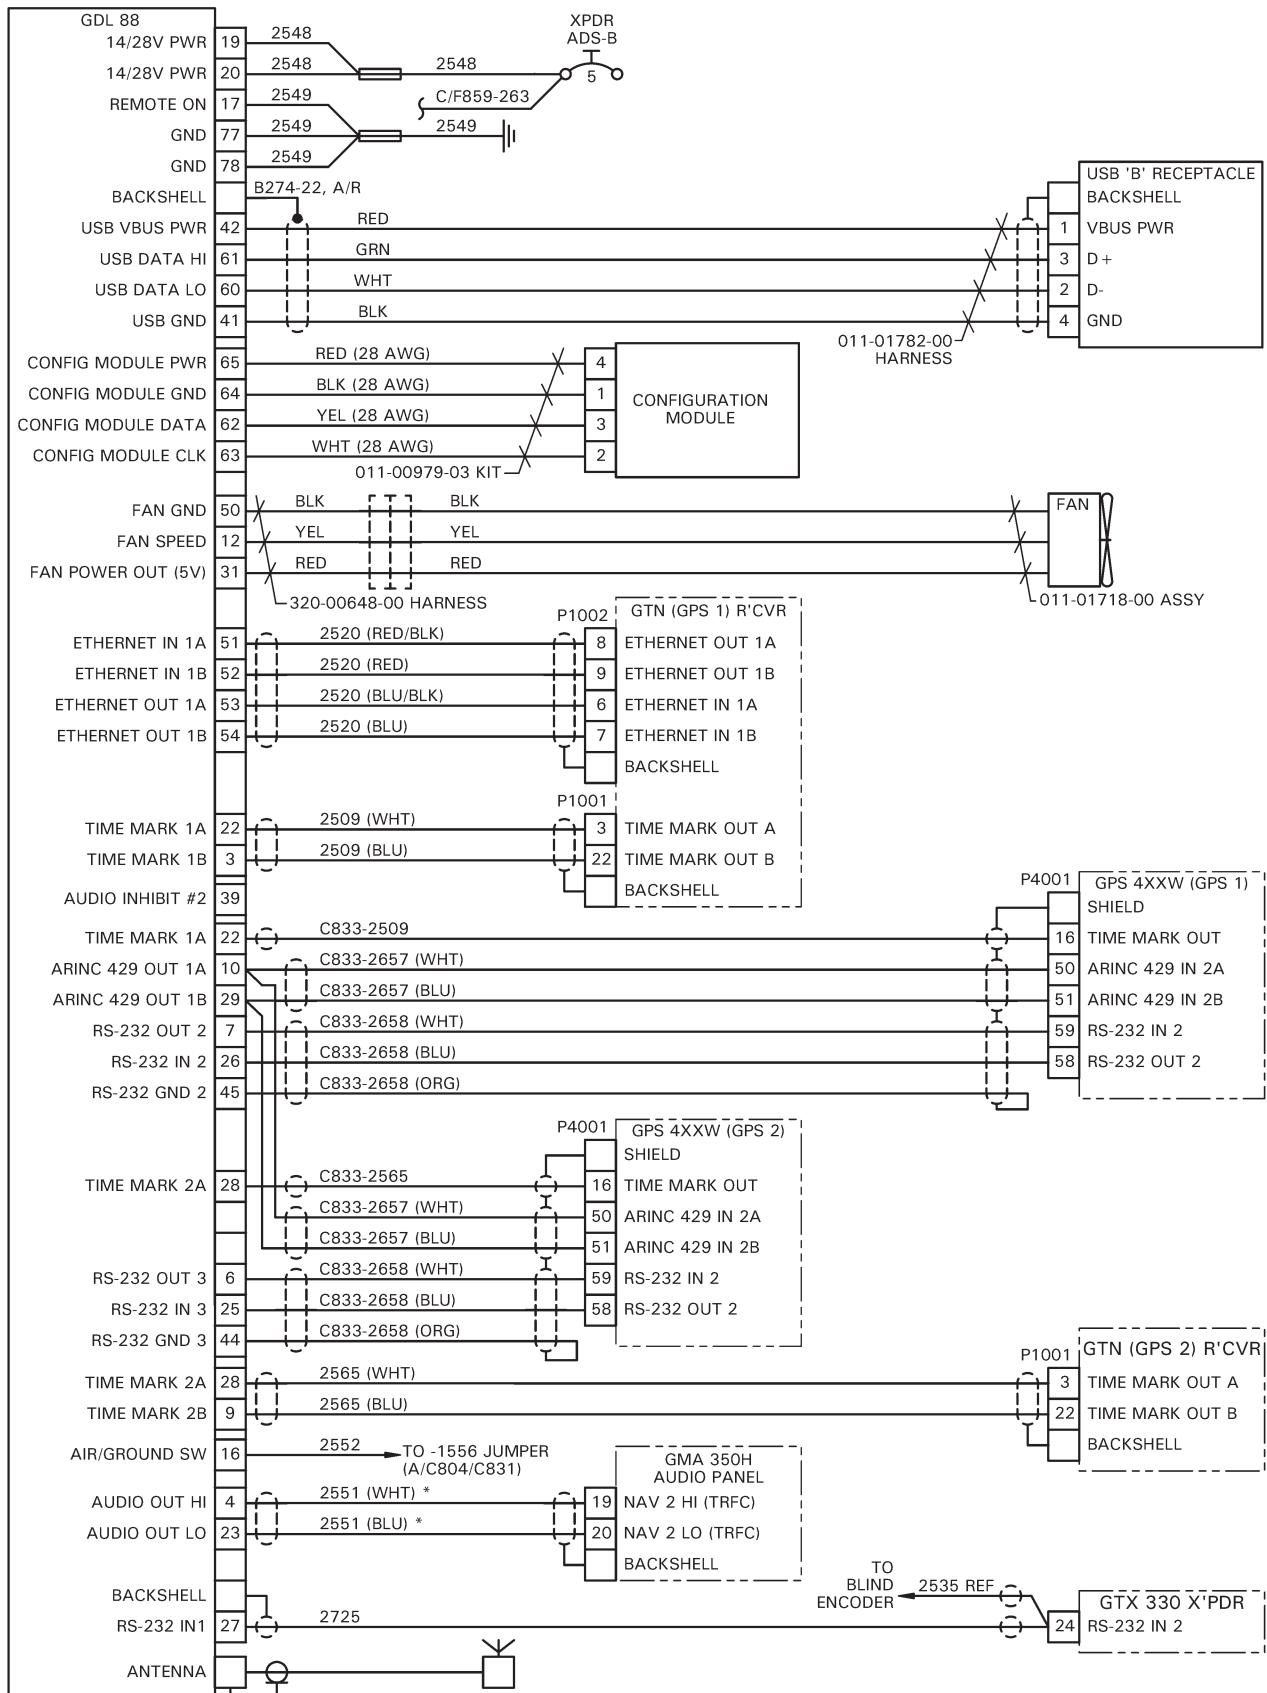 GDL 88
14/28V PWR 19 2548
XPDR
ADS-B
14/28V PWR 20 2548 2548 5
REMOTE ON 17 2549 C/F859-263
GND 77 2549 2549
GND 78 2549
BACKSHELL B274-22, A/R
USB 'B' RECEPTACLE
BACKSHELL
USB VBUS PWR 42 RED 1 VBUS PWR
USB DATA HI 61 GRN 3 D+
USB DATA LO 60 WHT 2 D-
USB GND 41 BLK 4 GND
011-01782-00
HARNESS
CONFIG MODULE PWR 65 RED (28 AWG) 4
CONFIG MODULE GND 64 BLK (28 AWG) 1
CONFIG MODULE DATA 62 YEL (28 AWG) 3
CONFIG MODULE CLK 63 WHT (28 AWG) 2
CONFIGURATION
MODULE
011-00979-03 KIT
FAN GND 50 BLK BLK FAN
FAN SPEED 12 YEL YEL
FAN POWER OUT (5V) 31 RED RED
320-00648-00 HARNESS
011-01718-00 ASSY
P1002 GTN (GPS 1) R'CVR
ETHERNET IN 1A 51 2520 (RED/BLK) 8 ETHERNET OUT 1A
ETHERNET IN 1B 52 2520 (RED) 9 ETHERNET OUT 1B
ETHERNET OUT 1A 53 2520 (BLU/BLK) 6 ETHERNET IN 1A
ETHERNET OUT 1B 54 2520 (BLU) 7 ETHERNET IN 1B
BACKSHELL
P1001
TIME MARK 1A 22 2509 (WHT) 3 TIME MARK OUT A
TIME MARK 1B 3 2509 (BLU) 22 TIME MARK OUT B
BACKSHELL
AUDIO INHIBIT #2 39
P4001 GPS 4XXW (GPS 1)
SHIELD
TIME MARK 1A 22 C833-2509 16 TIME MARK OUT
ARINC 429 OUT 1A 10 C833-2657 (WHT) 50 ARINC 429 IN 2A
ARINC 429 OUT 1B 29 C833-2657 (BLU) 51 ARINC 429 IN 2B
RS-232 OUT 2 7 C833-2658 (WHT) 59 RS-232 IN 2
RS-232 IN 2 26 C833-2658 (BLU) 58 RS-232 OUT 2
RS-232 GND 2 45 C833-2658 (ORG)
P4001 GPS 4XXW (GPS 2)
SHIELD
TIME MARK 2A 28 C833-2565 16 TIME MARK OUT
C833-2657 (WHT) 50 ARINC 429 IN 2A
C833-2657 (BLU) 51 ARINC 429 IN 2B
RS-232 OUT 3 6 C833-2658 (WHT) 59 RS-232 IN 2
RS-232 IN 3 25 C833-2658 (BLU) 58 RS-232 OUT 2
RS-232 GND 3 44 C833-2658 (ORG)
P1001 GTN (GPS 2) R'CVR
TIME MARK 2A 28 2565 (WHT) 3 TIME MARK OUT A
TIME MARK 2B 9 2565 (BLU) 22 TIME MARK OUT B
BACKSHELL
AIR/GROUND SW 16 2552 TO -1556 JUMPER
(A/C804/C831)
GMA 350H
AUDIO PANEL
AUDIO OUT HI 4 2551 (WHT) * 19 NAV 2 HI (TRFC)
AUDIO OUT LO 23 2551 (BLU) * 20 NAV 2 LO (TRFC)
BACKSHELL
TO
BLIND
ENCODER
2535 REF
BACKSHELL
GTX 330 X'PDR
RS-232 IN1 27 2725 24 RS-232 IN 2
ANTENNA